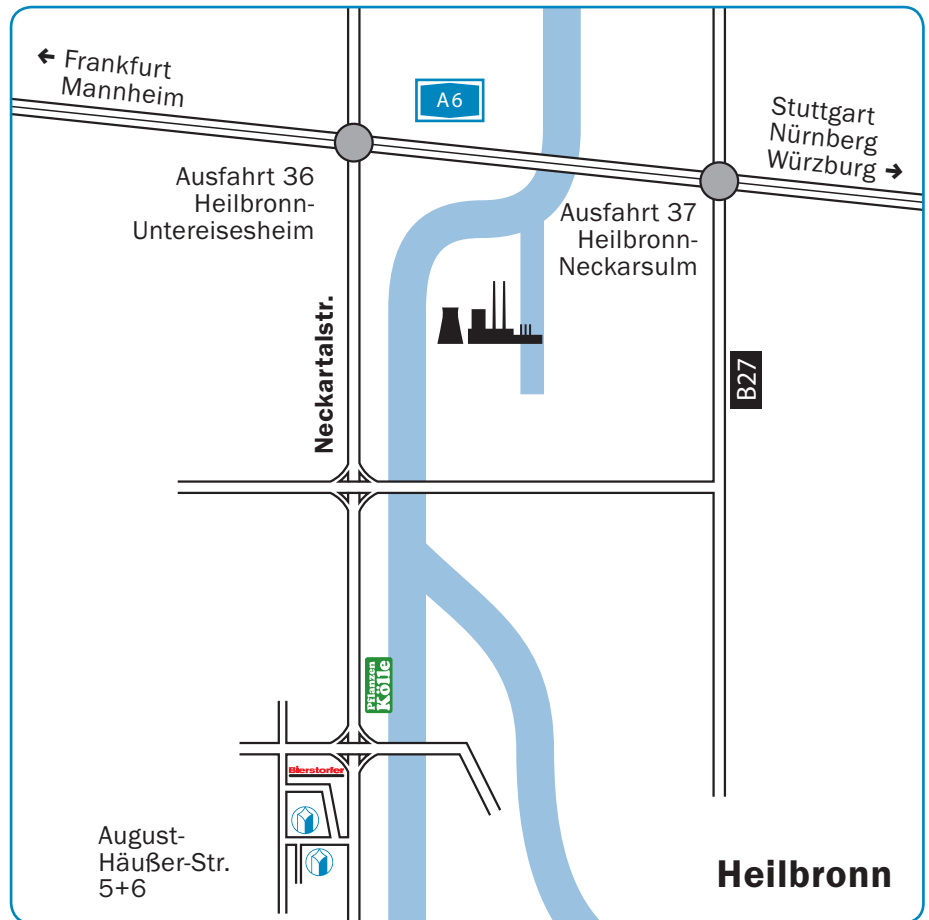 ← Frankfurt
Mannheim
A6
Stuttgart
Nürnberg
Würzburg →
Ausfahrt 36
Heilbronn-
Untereisesheim
Ausfahrt 37
Heilbronn-
Neckarsulm
Neckartalstr.
B27
Pflanzen
Kölle
Bierstorfer
August-
Häußer-Str.
5+6
Heilbronn